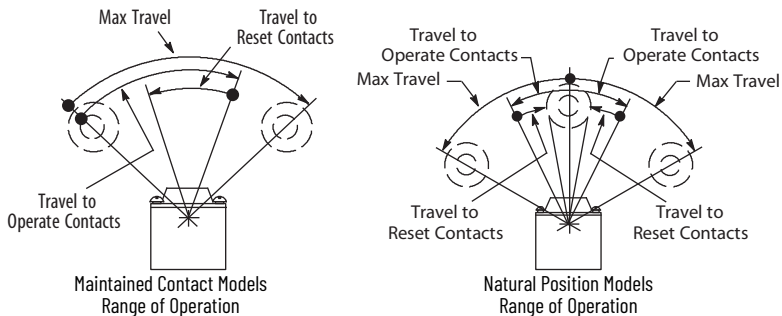 Max Travel
Travel to
Reset Contacts
Travel to
Operate Contacts
Maintained Contact Models
Range of Operation
Travel to
Operate Contacts
Travel to
Operate Contacts
Max Travel
Max Travel
Travel to
Reset Contacts
Travel to
Reset Contacts
Natural Position Models
Range of Operation